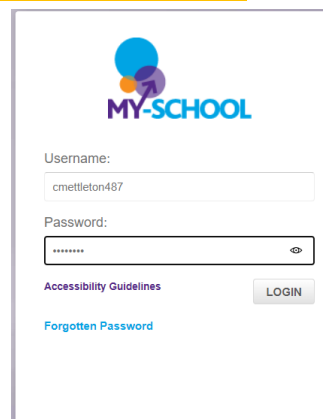 MY-SCHOOL
Username:
cmettleton487
Password:
••••••••
Accessibility Guidelines
LOGIN
Forgotten Password